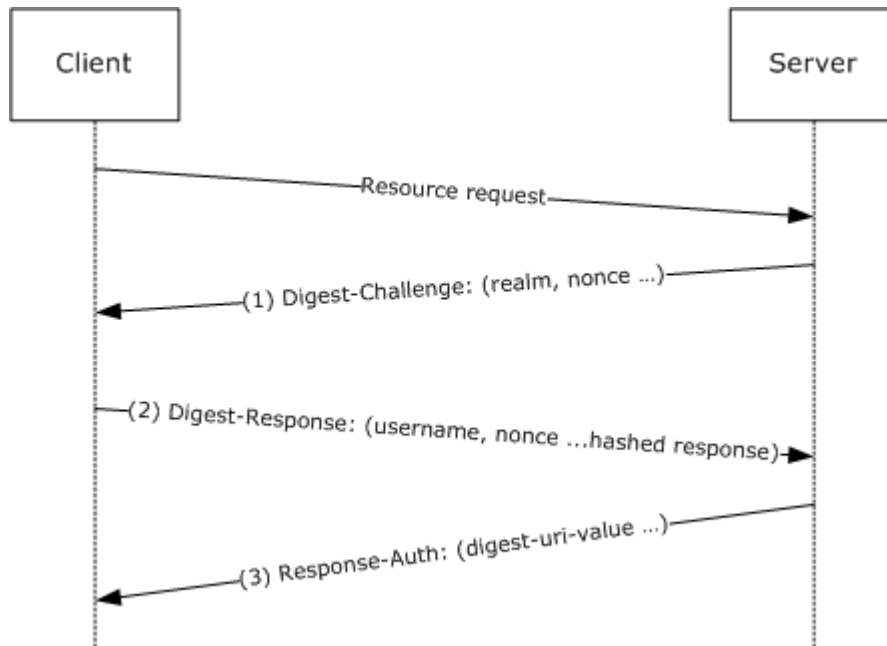 Client
Server
Resource request
(1) Digest-Challenge: (realm, nonce …)
(2) Digest-Response: (username, nonce …hashed response)
(3) Response-Auth: (digest-uri-value …)